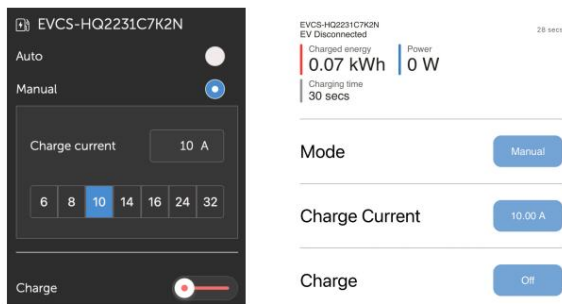 EVCS-HQ2231C7K2N
Auto
Manual
Charge current
10 A
6 8 10 14 16 24 32
Charge
EVCS-HQ2231C7K2N
EV Disconnected
28 secs
Charged energy
0.07 kWh
Power
0 W
Charging time
30 secs
Mode
Manual
Charge Current
10.00 A
Charge
Off